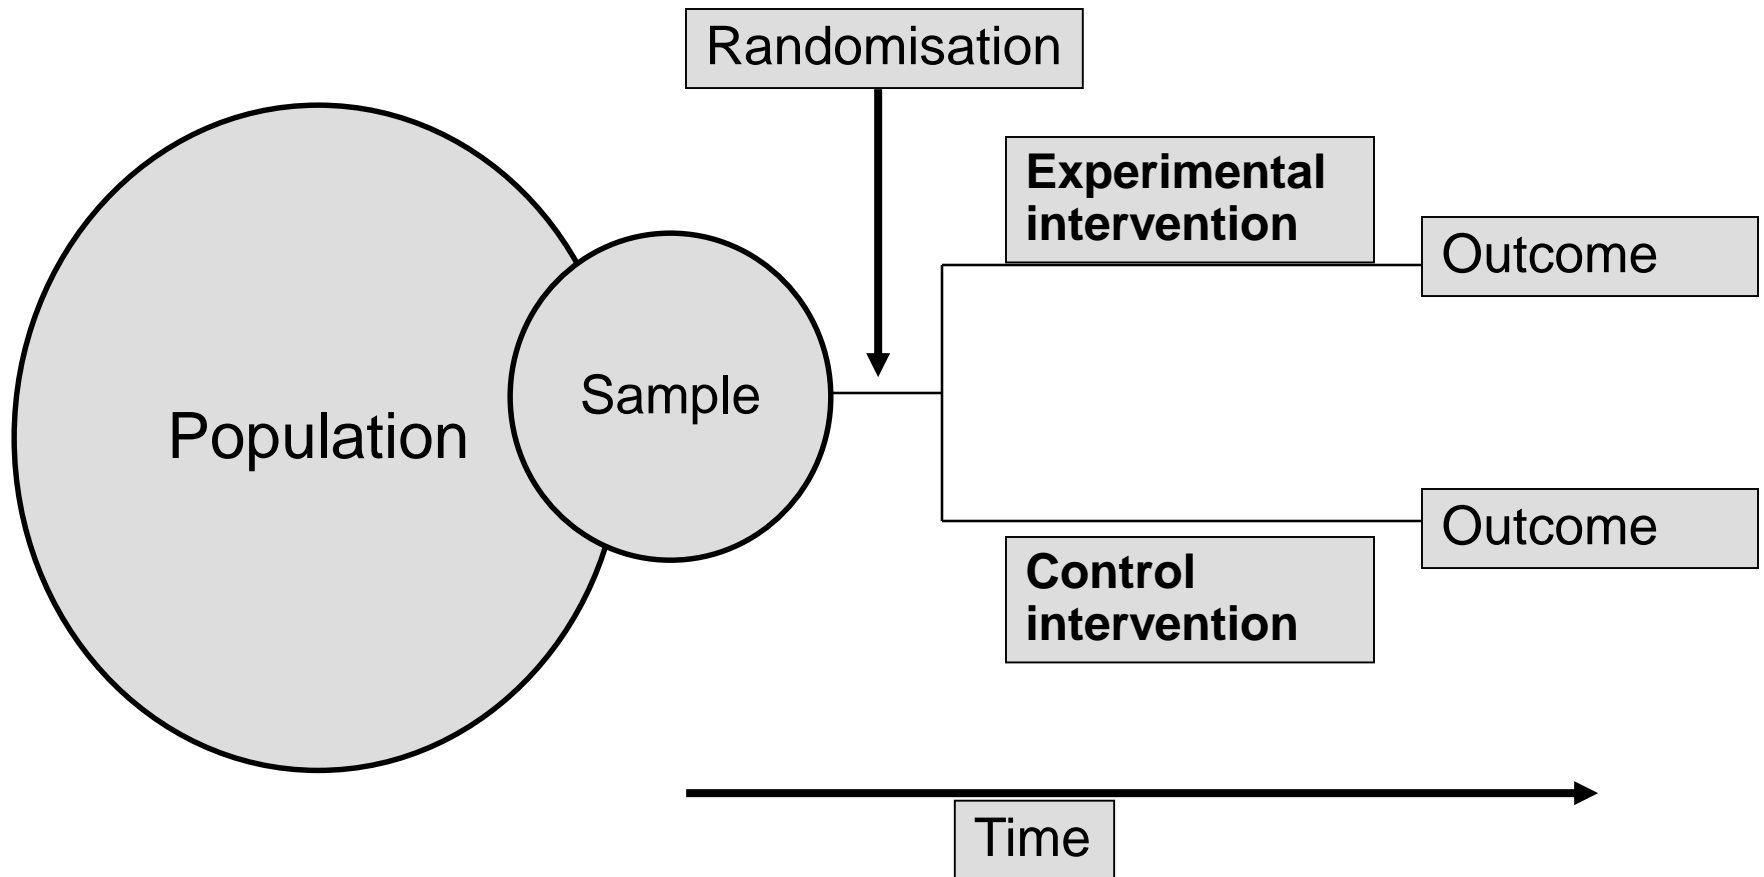 Randomisation
Experimental
intervention
Outcome
Population
Sample
Outcome
Control
intervention
Time